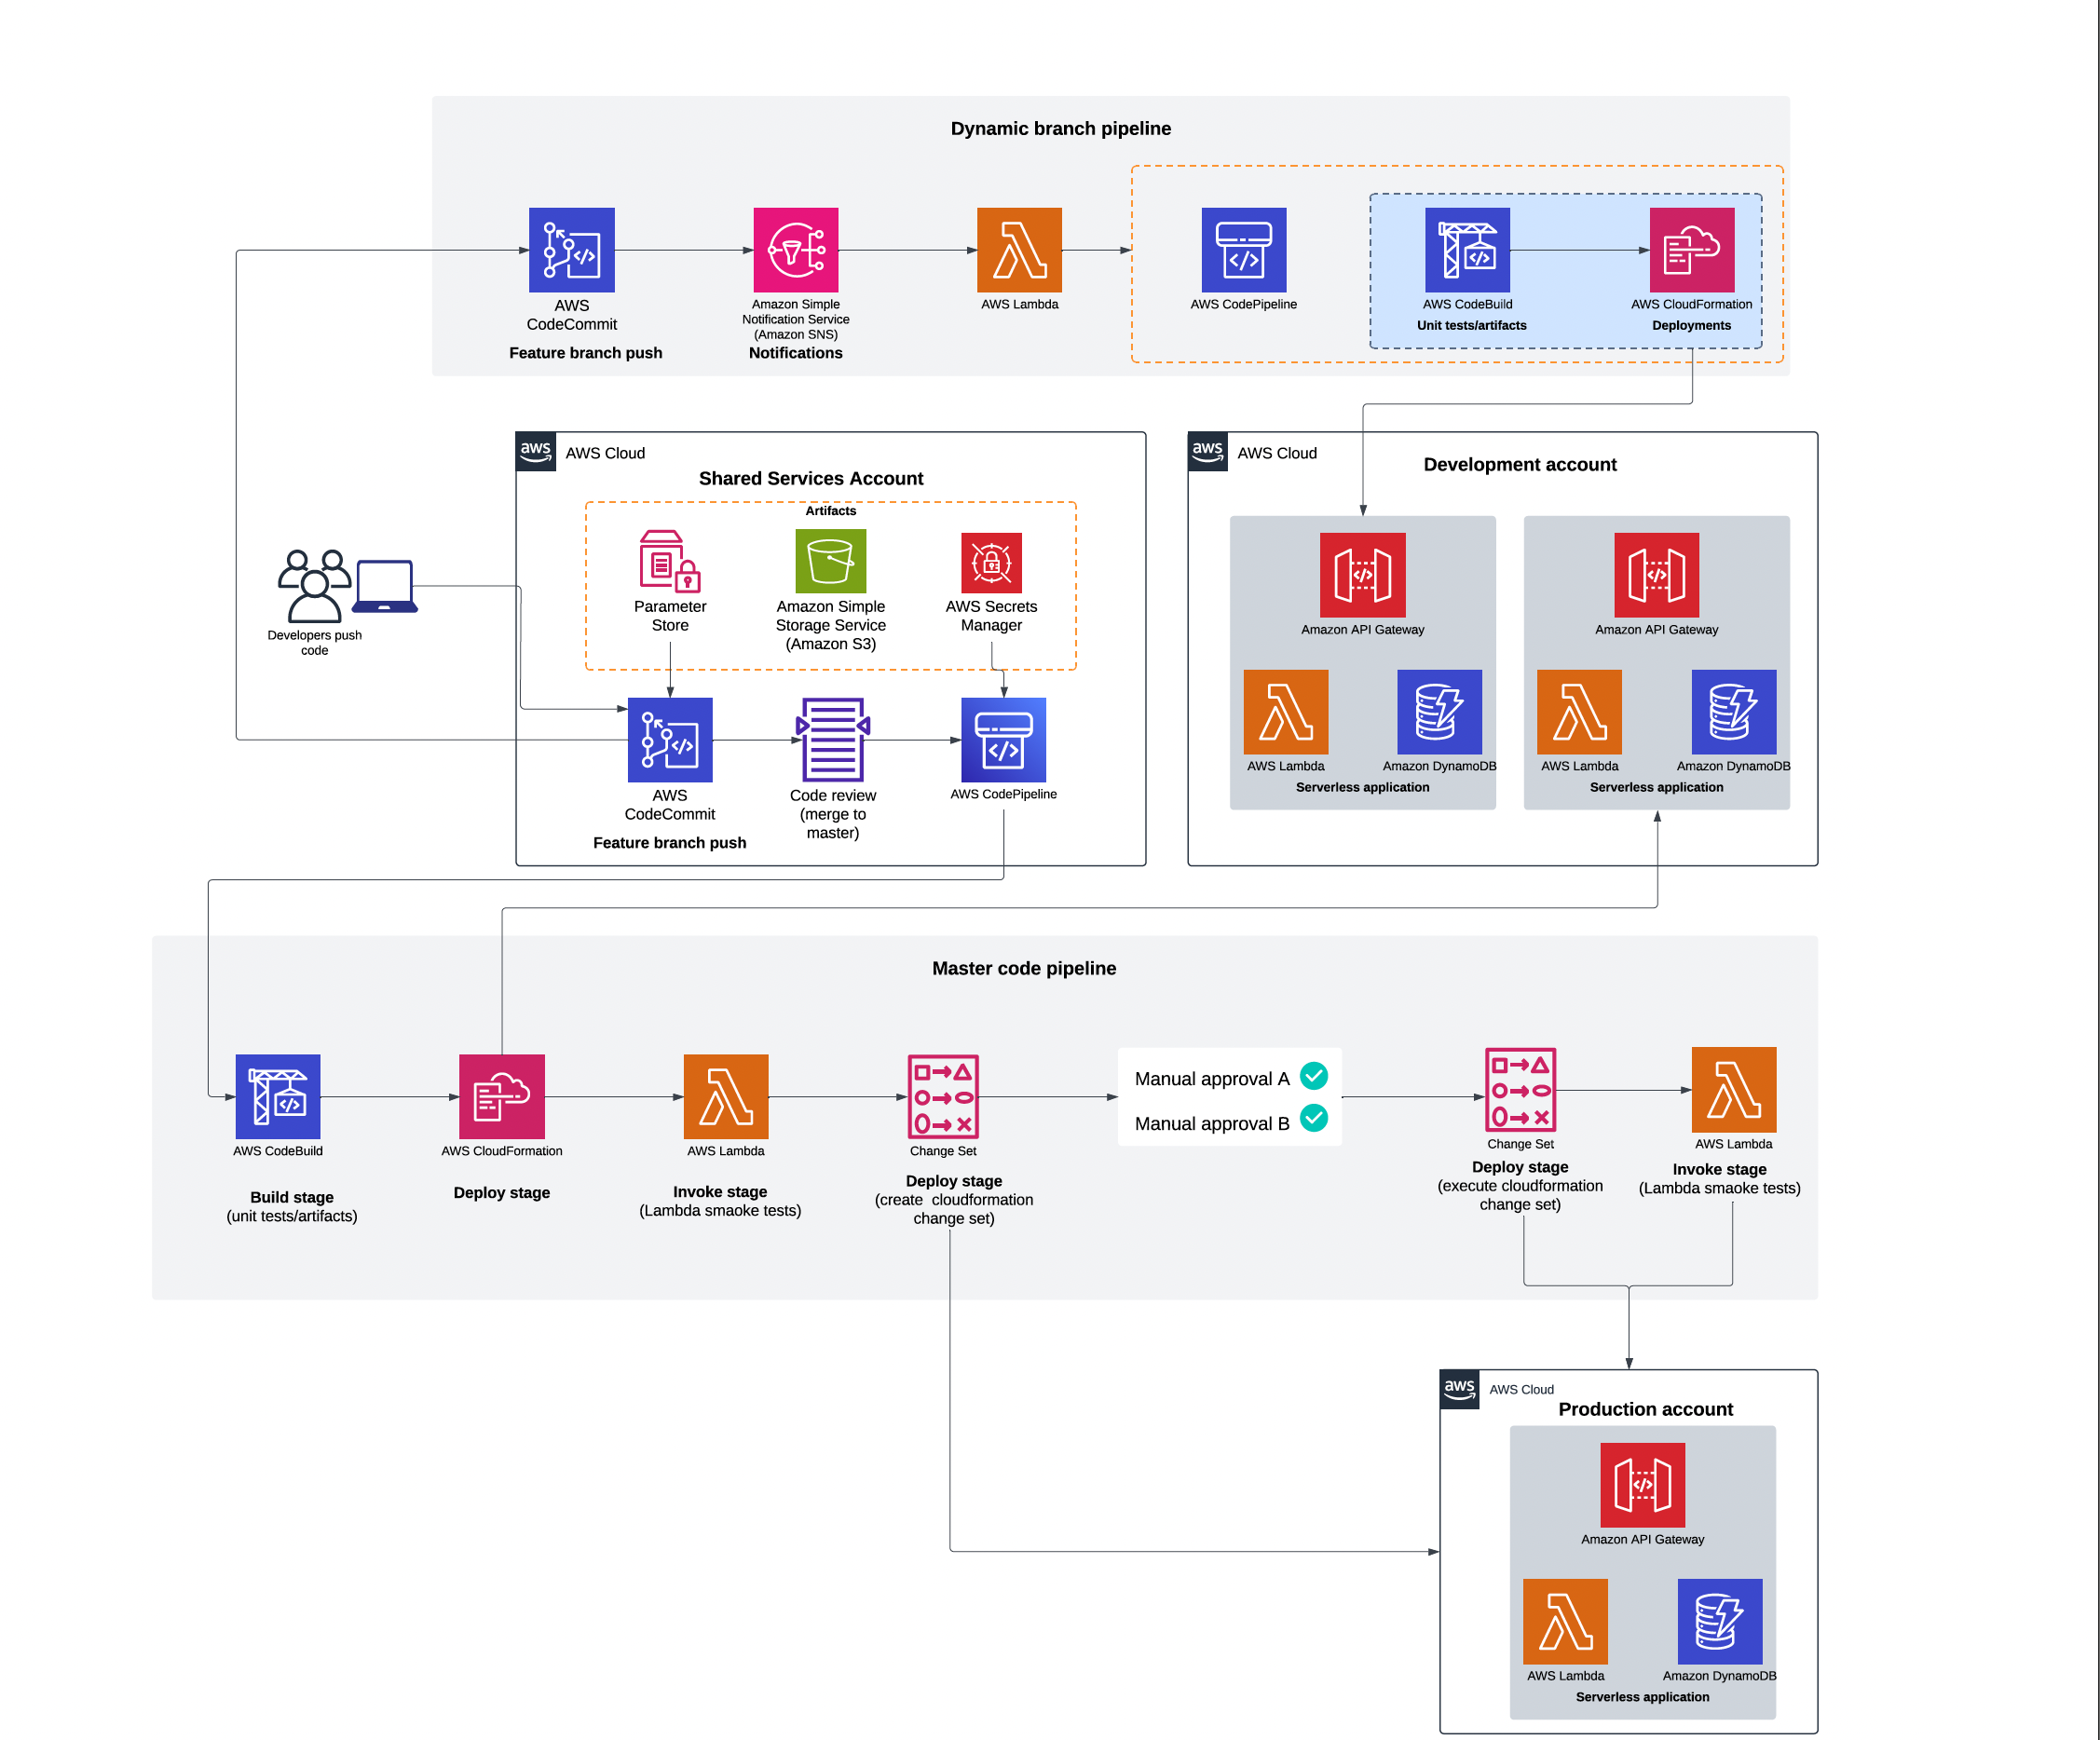 Dynamic branch pipeline
AWS
CodeCommit
Feature branch push
Amazon Simple
Notification Service
(Amazon SNS)
Notifications
AWS Lambda
AWS CodePipeline
AWS CodeBuild
Unit tests/artifacts
AWS CloudFormation
Deployments
aws
AWS Cloud
Shared Services Account
Artifacts
Parameter
Store
Amazon Simple
Storage Service
(Amazon S3)
AWS Secrets
Manager
Developers push
code
AWS
CodeCommit
Feature branch push
Code review
(merge to
master)
AWS CodePipeline
aws
AWS Cloud
Development account
Amazon API Gateway
AWS Lambda
Amazon DynamoDB
Serverless application
Amazon API Gateway
AWS Lambda
Amazon DynamoDB
Serverless application
Master code pipeline
AWS CodeBuild
Build stage
(unit tests/artifacts)
AWS CloudFormation
Deploy stage
AWS Lambda
Invoke stage
(Lambda smaoke tests)
Change Set
Deploy stage
(create cloudformation
change set)
Manual approval A
Manual approval B
Change Set
Deploy stage
(execute cloudformation
change set)
AWS Lambda
Invoke stage
(Lambda smaoke tests)
aws
AWS Cloud
Production account
Amazon API Gateway
AWS Lambda
Amazon DynamoDB
Serverless application